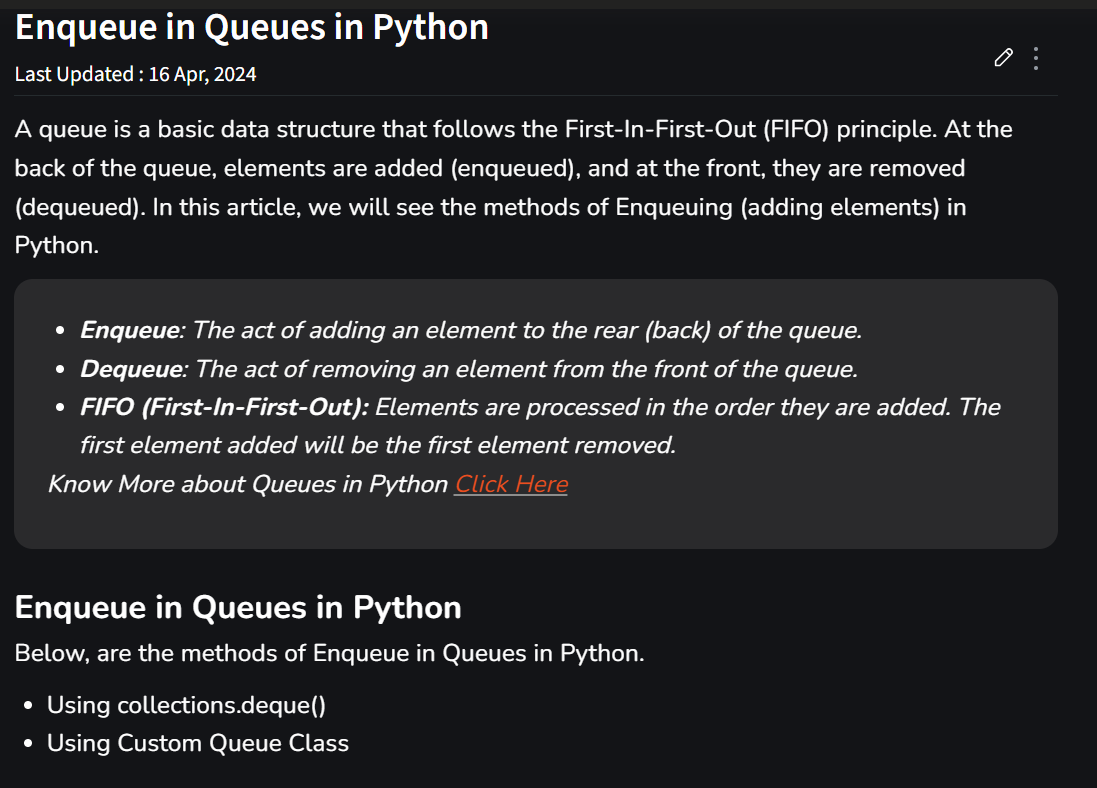 Enqueue in Queues in Python
Last Updated : 16 Apr, 2024
A queue is a basic data structure that follows the First-In-First-Out (FIFO) principle. At the
back of the queue, elements are added (enqueued), and at the front, they are removed
(dequeued). In this article, we will see the methods of Enqueuing (adding elements) in
Python.
• Enqueue: The act of adding an element to the rear (back) of the queue.
• Dequeue: The act of removing an element from the front of the queue.
• FIFO (First-In-First-Out): Elements are processed in the order they are added. The
first element added will be the first element removed.
Know More about Queues in Python Click Here
Enqueue in Queues in Python
Below, are the methods of Enqueue in Queues in Python.
• Using collections.deque()
• Using Custom Queue Class